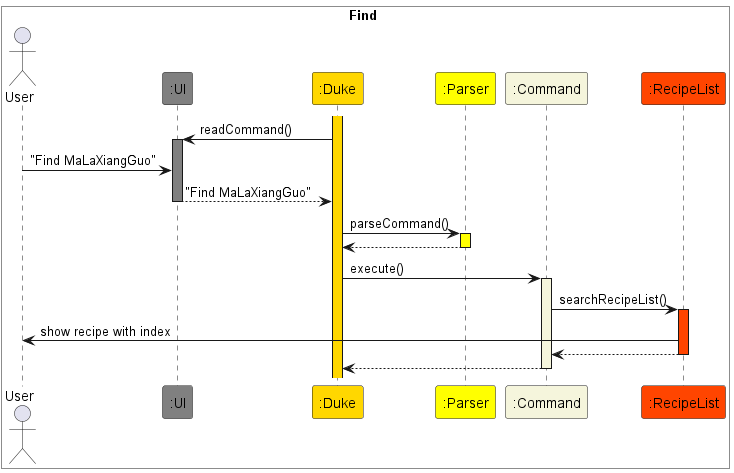 Find
User
:UI
:Duke
:Parser
:Command
:RecipeList
readCommand()
"Find MaLaXiangGuo"
"Find MaLaXiangGuo"
parseCommand()
execute()
searchRecipeList()
show recipe with index
User
:UI
:Duke
:Parser
:Command
:RecipeList